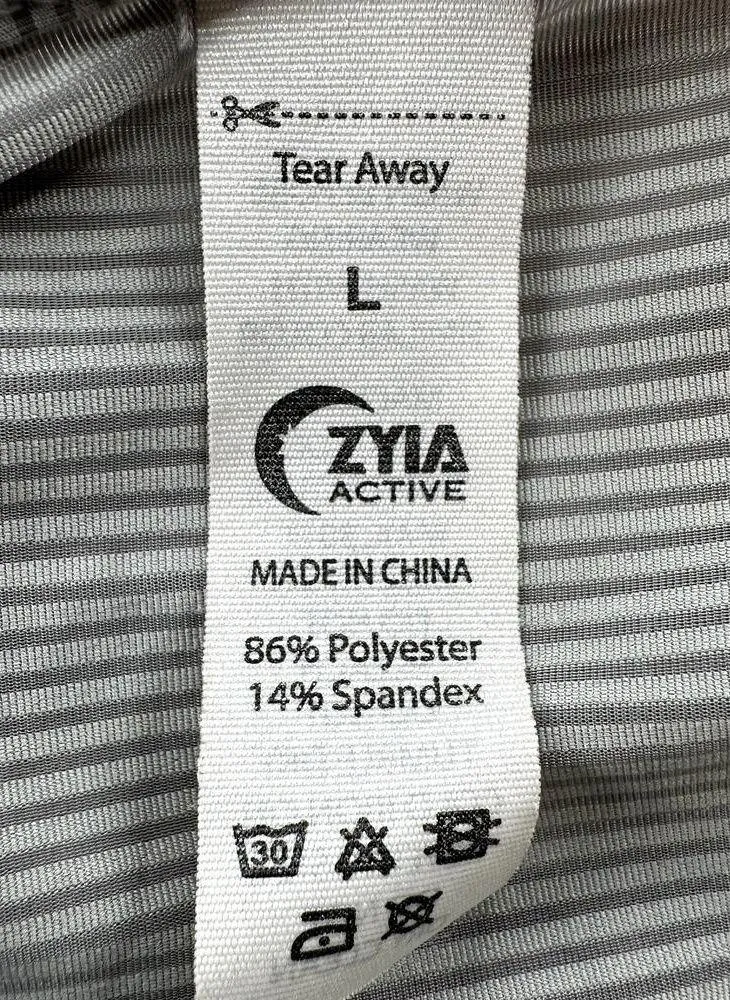 Tear Away
L
ZYIA
ACTIVE
MADE IN CHINA
86% Polyester
14% Spandex
30